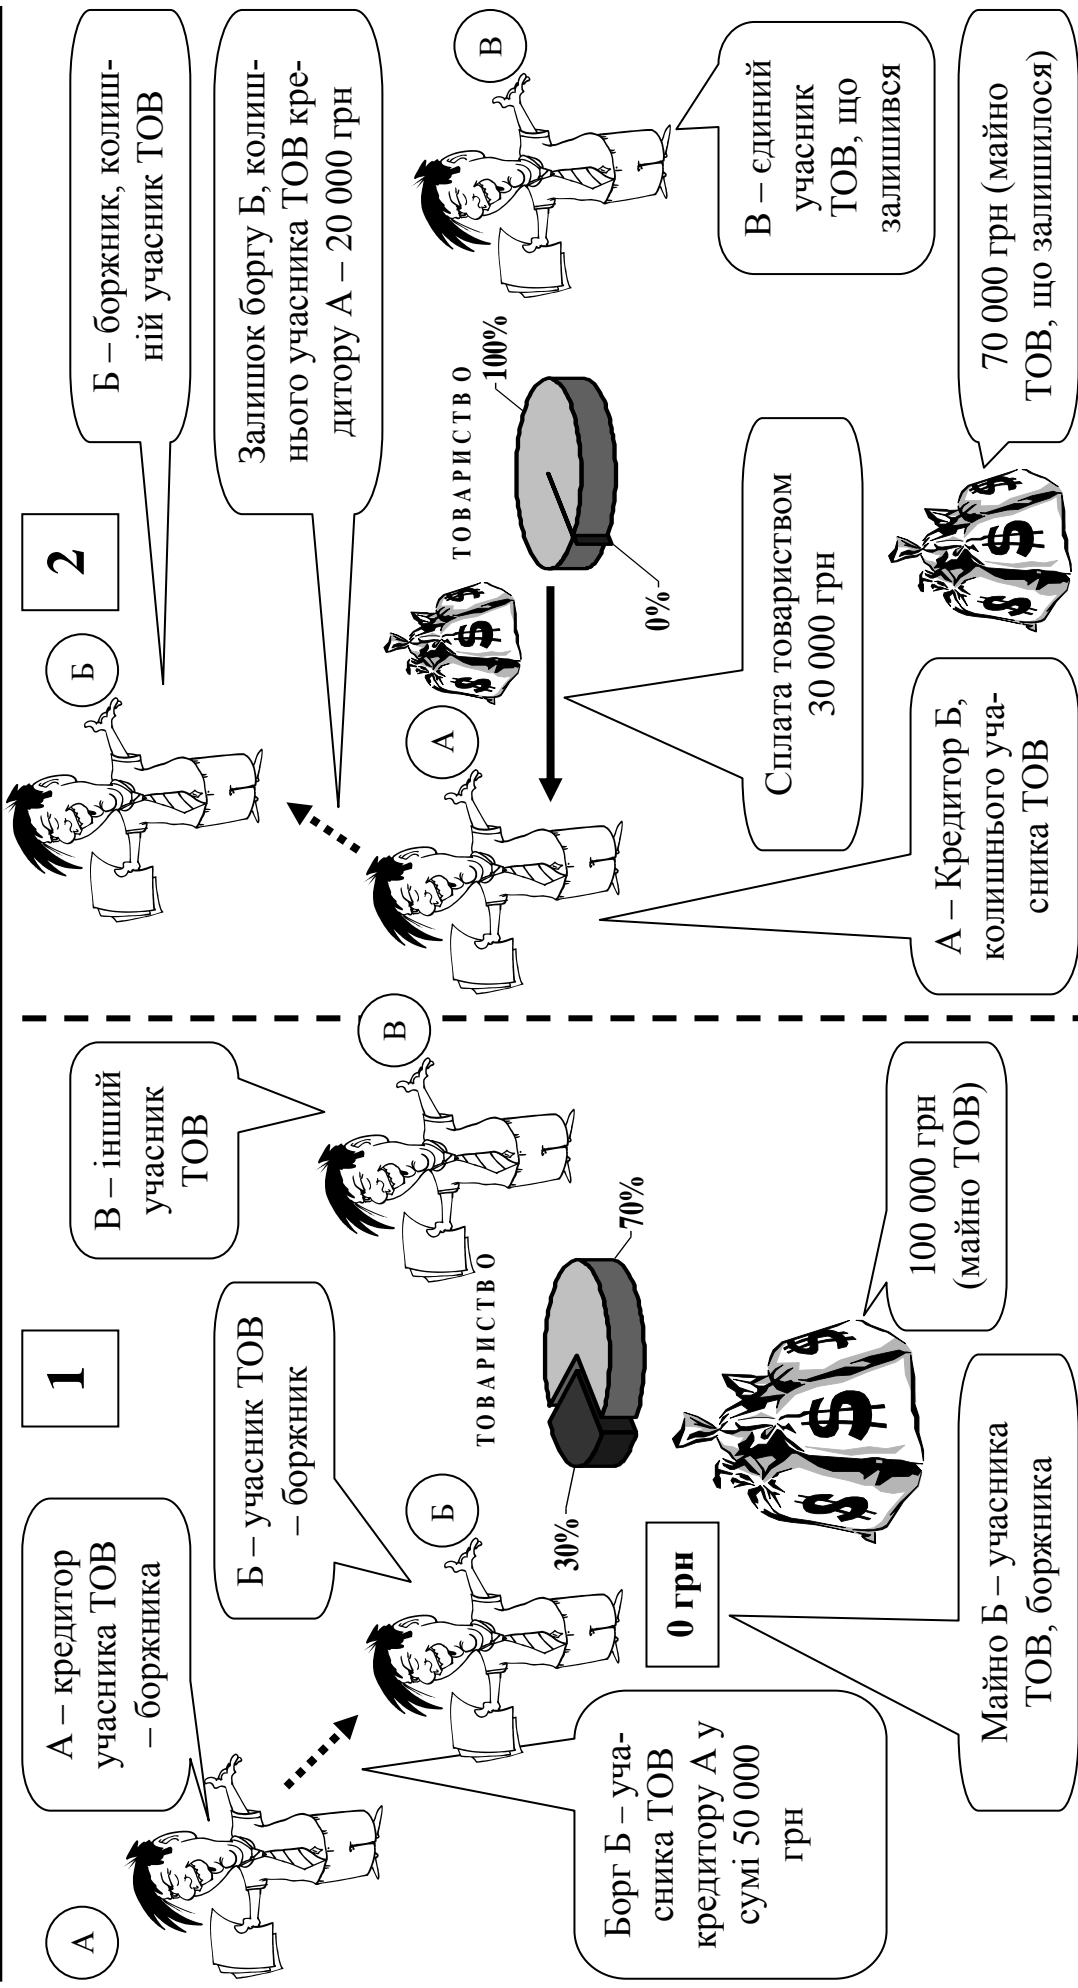 1
А
А – кредитор
учасника ТОВ
– боржника
Б – учасник ТОВ
– боржник
В – інший
учасник
ТОВ
Б
В
Борг Б – уча-
сника ТОВ
кредитору А у
сумі 50 000
грн
ТОВАРИСТВО
30%
70%
0 грн
Майно Б – учасника
ТОВ, боржника
100 000 грн
(майно ТОВ)
2
Б
Б – боржник, колиш-
ній учасник ТОВ
Залишок боргу Б, колиш-
нього учасника ТОВ кре-
дитору А – 20 000 грн
А
В
ТОВАРИСТВО
100%
0%
В – єдиний
учасник
ТОВ, що
залишився
Сплата товариством
30 000 грн
А – Кредитор Б,
колишнього уча-
сника ТОВ
70 000 грн (майно
ТОВ, що залишилося)